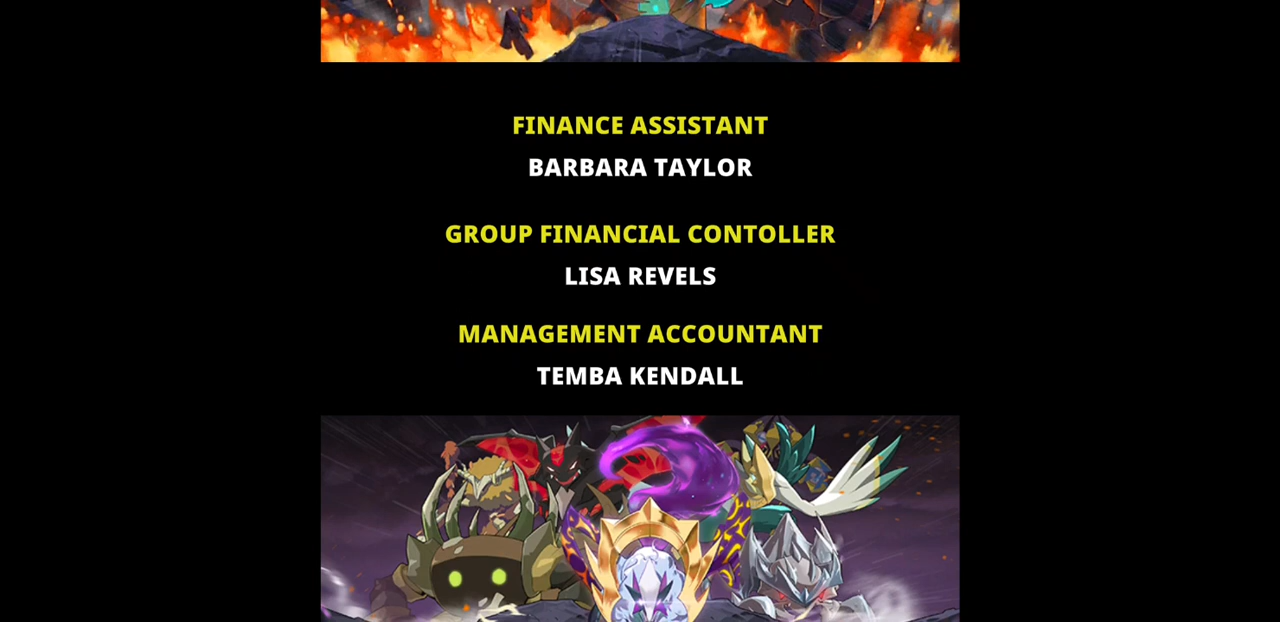 FINANCE ASSISTANT
BARBARA TAYLOR
GROUP FINANCIAL CONTOLLER
LISA REVELS
MANAGEMENT ACCOUNTANT
TEMBA KENDALL